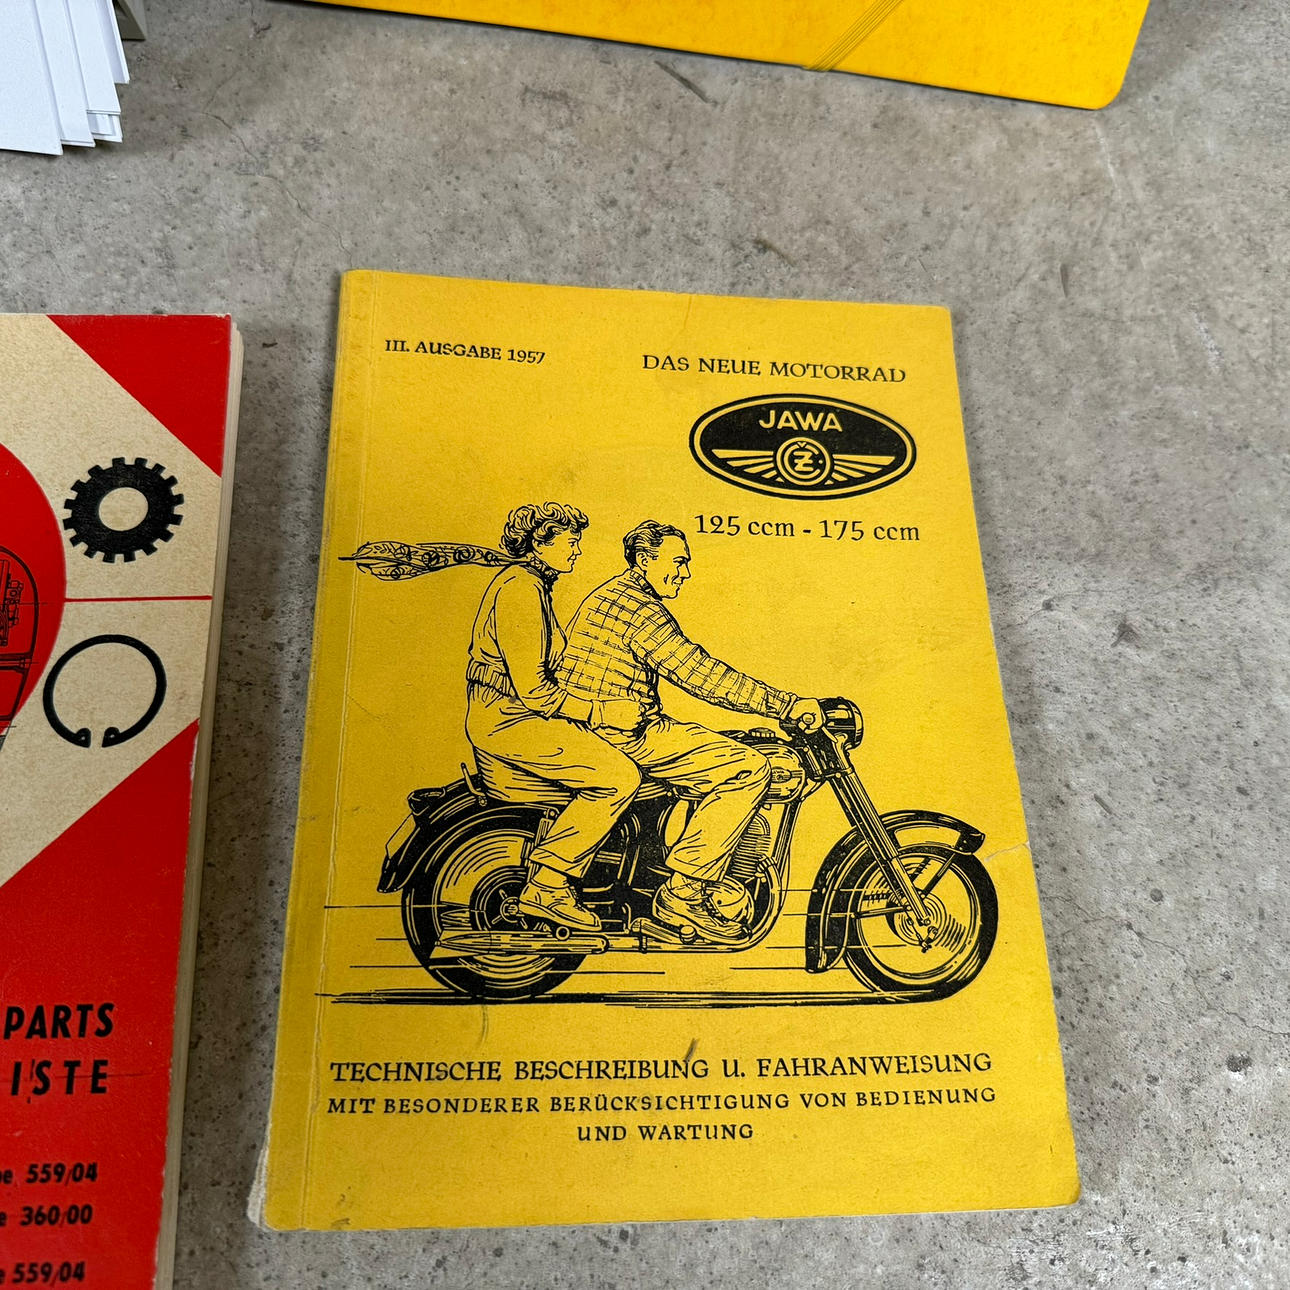 III. AUSGABE 1957
DAS NEUE MOTORRAD
JAWA
ČZ
125 ccm - 175 ccm
TECHNISCHE BESCHREIBUNG U. FAHRANWEISUNG
MIT BESONDERER BERÜCKSICHTIGUNG VON BEDIENUNG
UND WARTUNG
PARTS
559/04
360/00
559/04